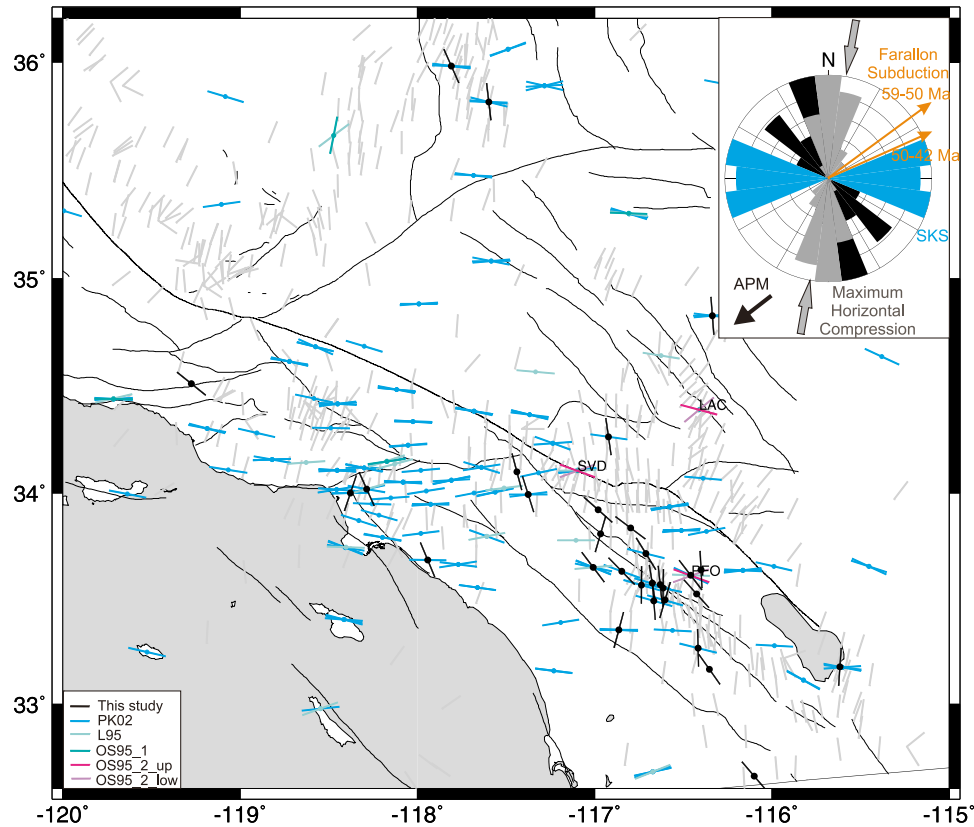 36˚
35˚
34˚
33˚
-120˚
-119˚
-118˚
-117˚
-116˚
-115˚
N
Farallon
Subduction
59-50 Ma
50-42 Ma
SKS
APM
Maximum
Horizontal
Compression
LAC
SVD
PFO
This study
PK02
L95
OS95_1
OS95_2_up
OS95_2_low